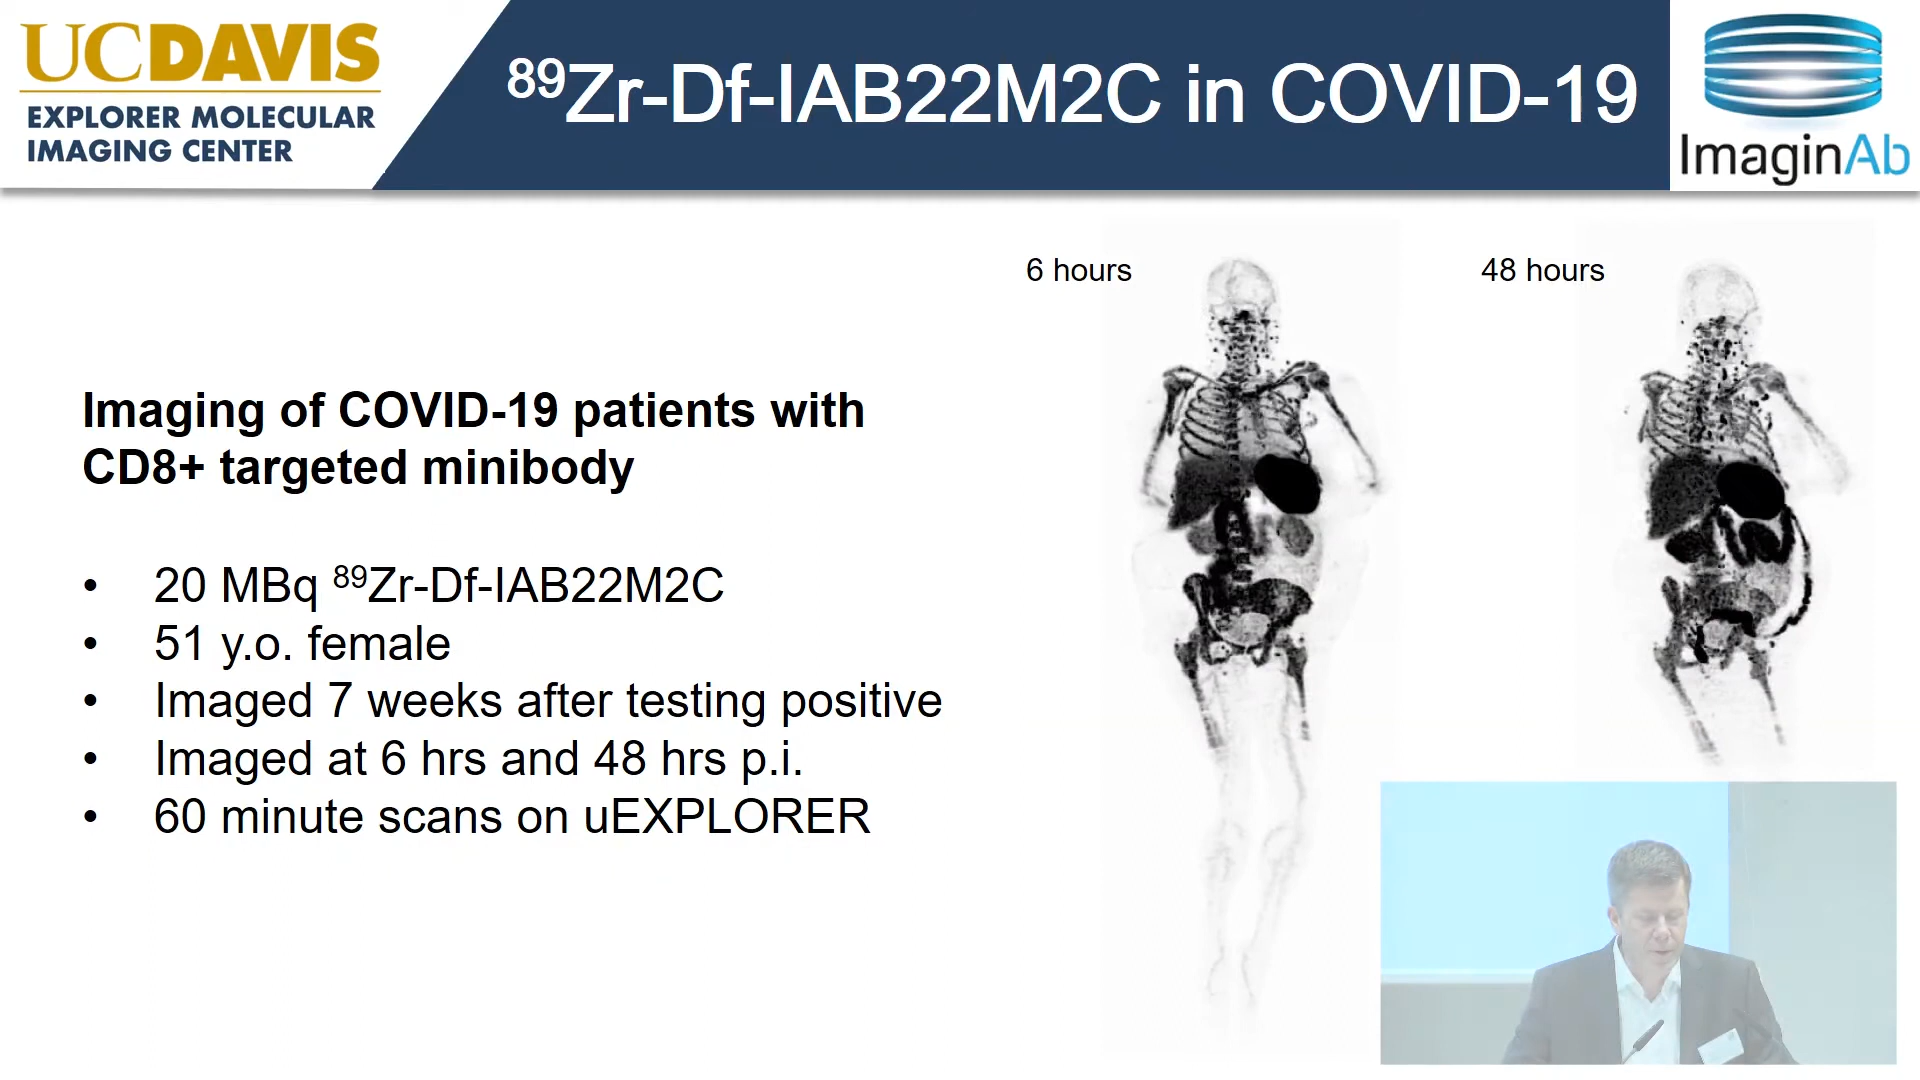 UCDAVIS
EXPLORER MOLECULAR
IMAGING CENTER
⁸⁹Zr-Df-IAB22M2C in COVID-19
ImaginAb
6 hours
48 hours
Imaging of COVID-19 patients with
CD8+ targeted minibody
• 20 MBq ⁸⁹Zr-Df-IAB22M2C
• 51 y.o. female
• Imaged 7 weeks after testing positive
• Imaged at 6 hrs and 48 hrs p.i.
• 60 minute scans on uEXPLORER